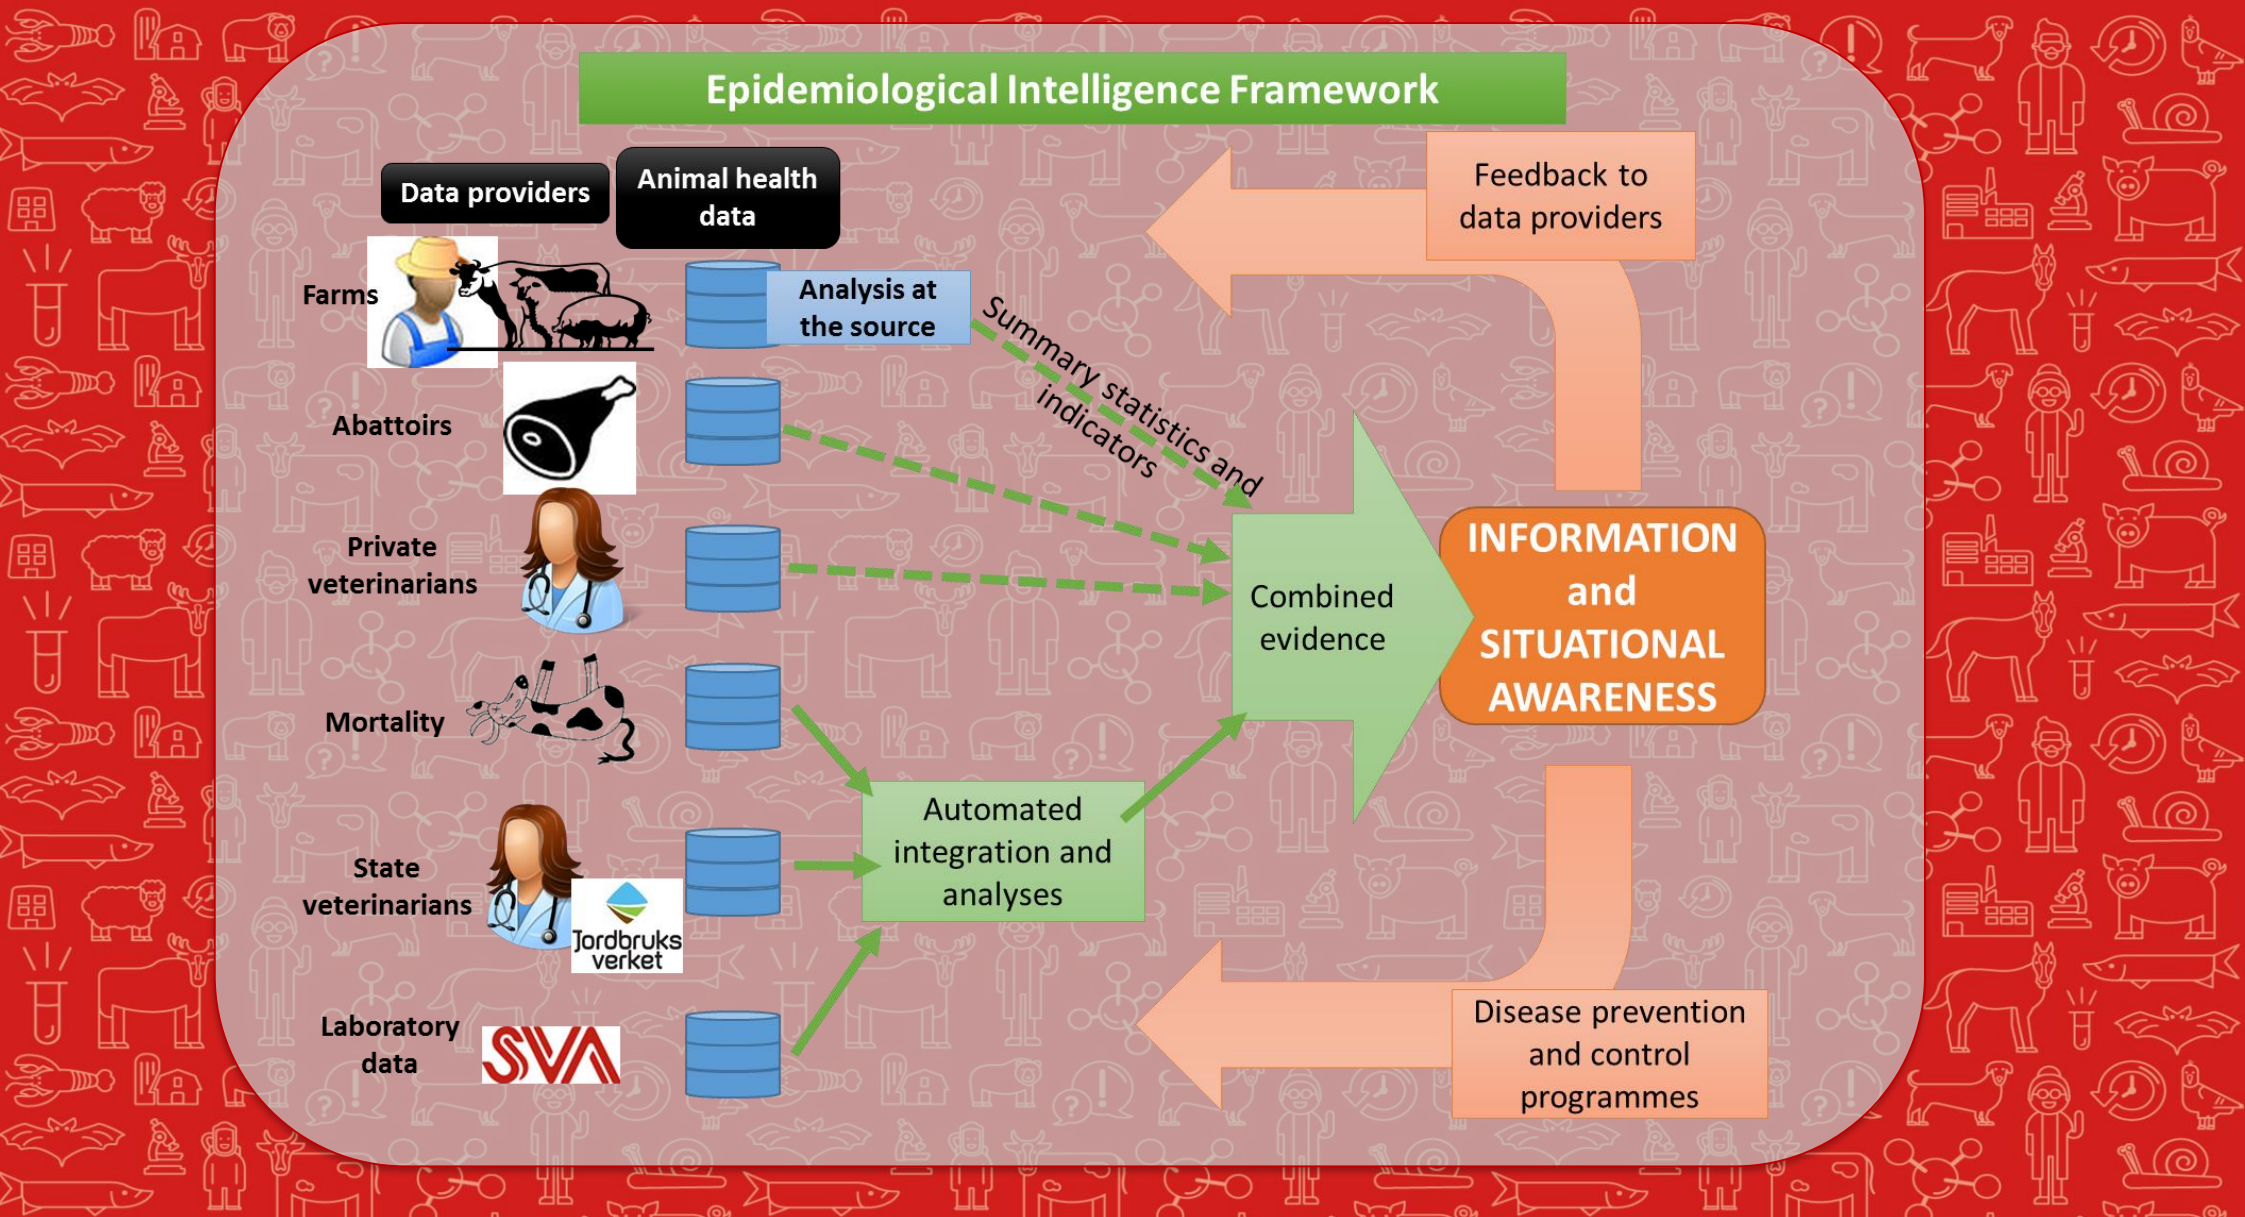 Epidemiological Intelligence Framework
Data providers
Animal health
data
Feedback to
data providers
Farms
Analysis at
the source
Summary statistics and
indicators
Abattoirs
Private
veterinarians
Combined
evidence
INFORMATION
and
SITUATIONAL
AWARENESS
Mortality
Automated
integration and
analyses
State
veterinarians
Jordbruks
verket
Laboratory
data
SVA
Disease prevention
and control
programmes